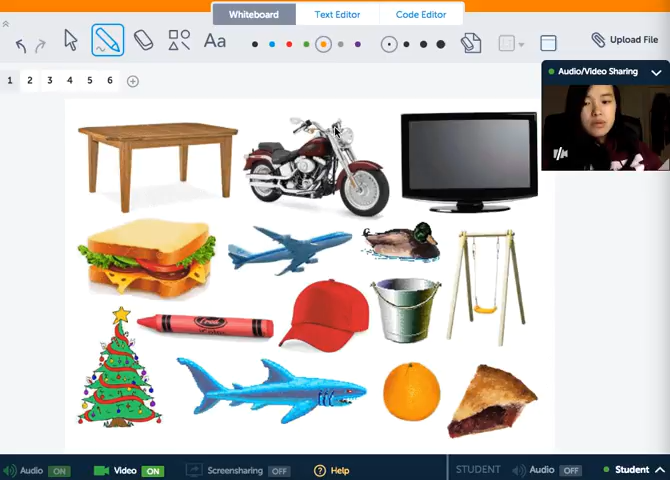 Whiteboard Text Editor Code Editor
Aa Upload File
Audio/Video Sharing
1 2 3 4 5 6
Audio ON Video ON Screensharing OFF Help STUDENT Audio OFF Student